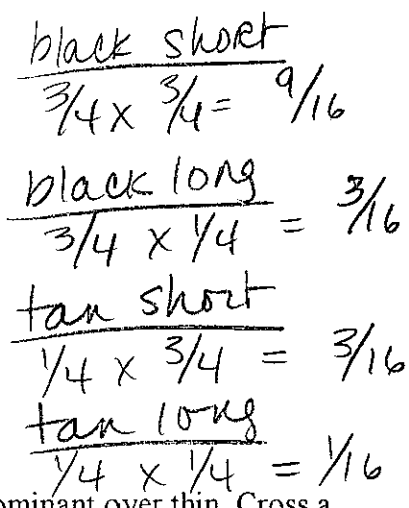 black short
3/4 x 3/4 = 9/16
black long
3/4 x 1/4 = 3/16
tan short
1/4 x 3/4 = 3/16
tan long
1/4 x 1/4 = 1/16
ominant over thin. Cross a